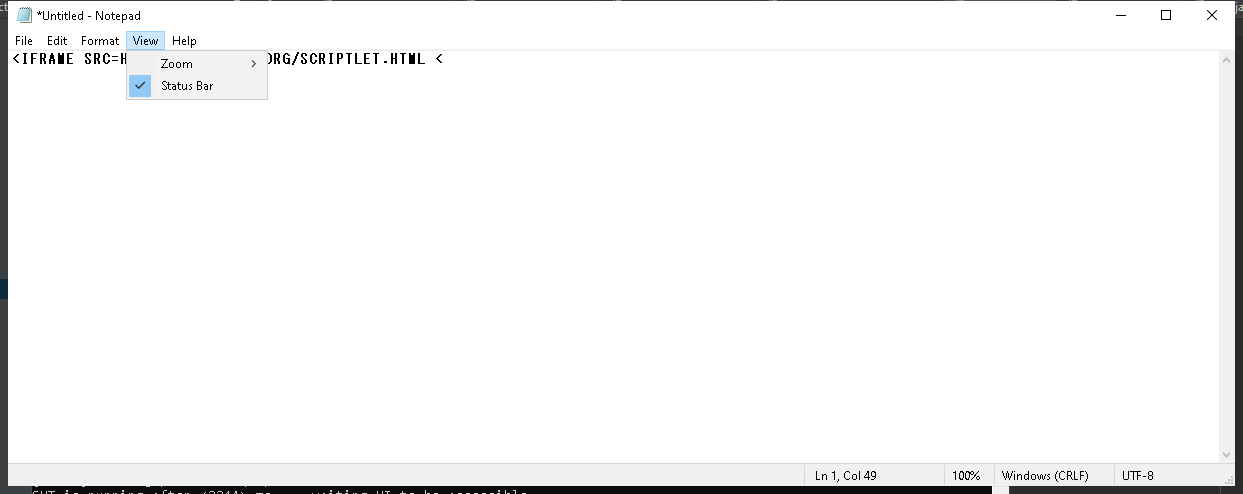 *Untitled - Notepad
File Edit Format View Help
<IFRAME SRC=H ORG/SCRIPTLET.HTML <
Zoom
Status Bar
Ln 1, Col 49 100% Windows (CRLF) UTF-8